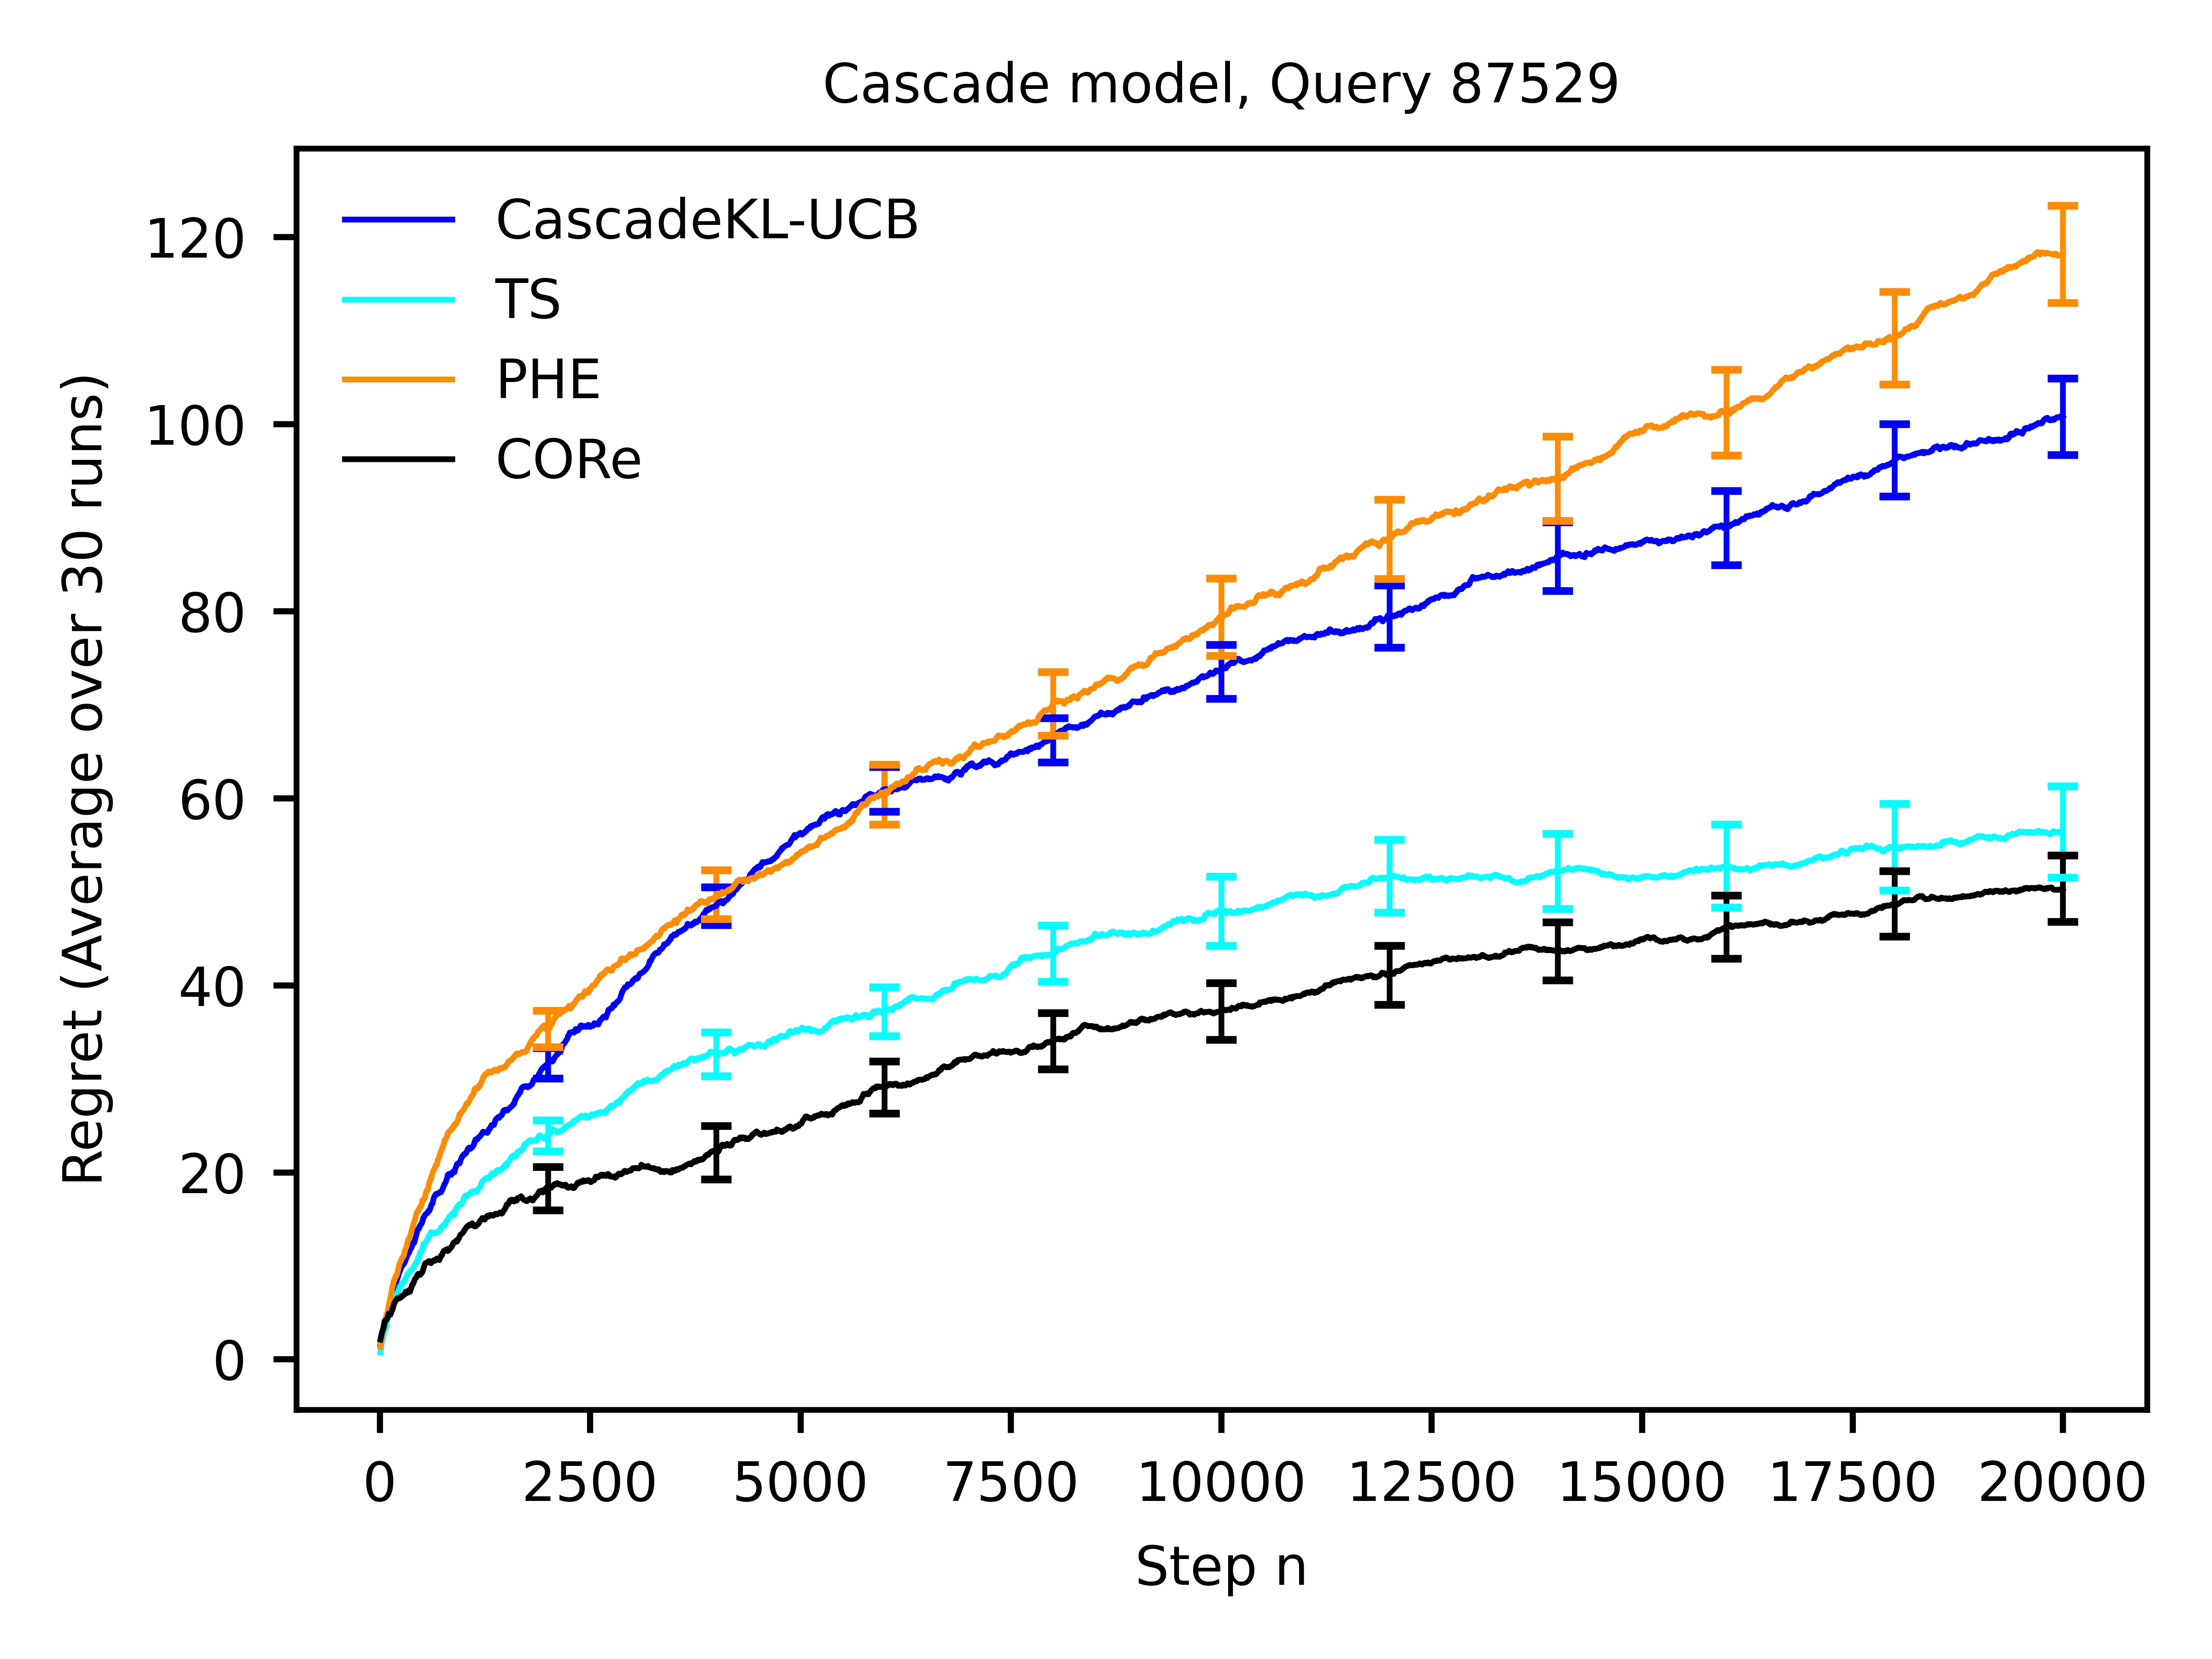 Cascade model, Query 87529
CascadeKL-UCB
TS
PHE
CORe
Regret (Average over 30 runs)
120
100
80
60
40
20
0
0 2500 5000 7500 10000 12500 15000 17500 20000
Step n